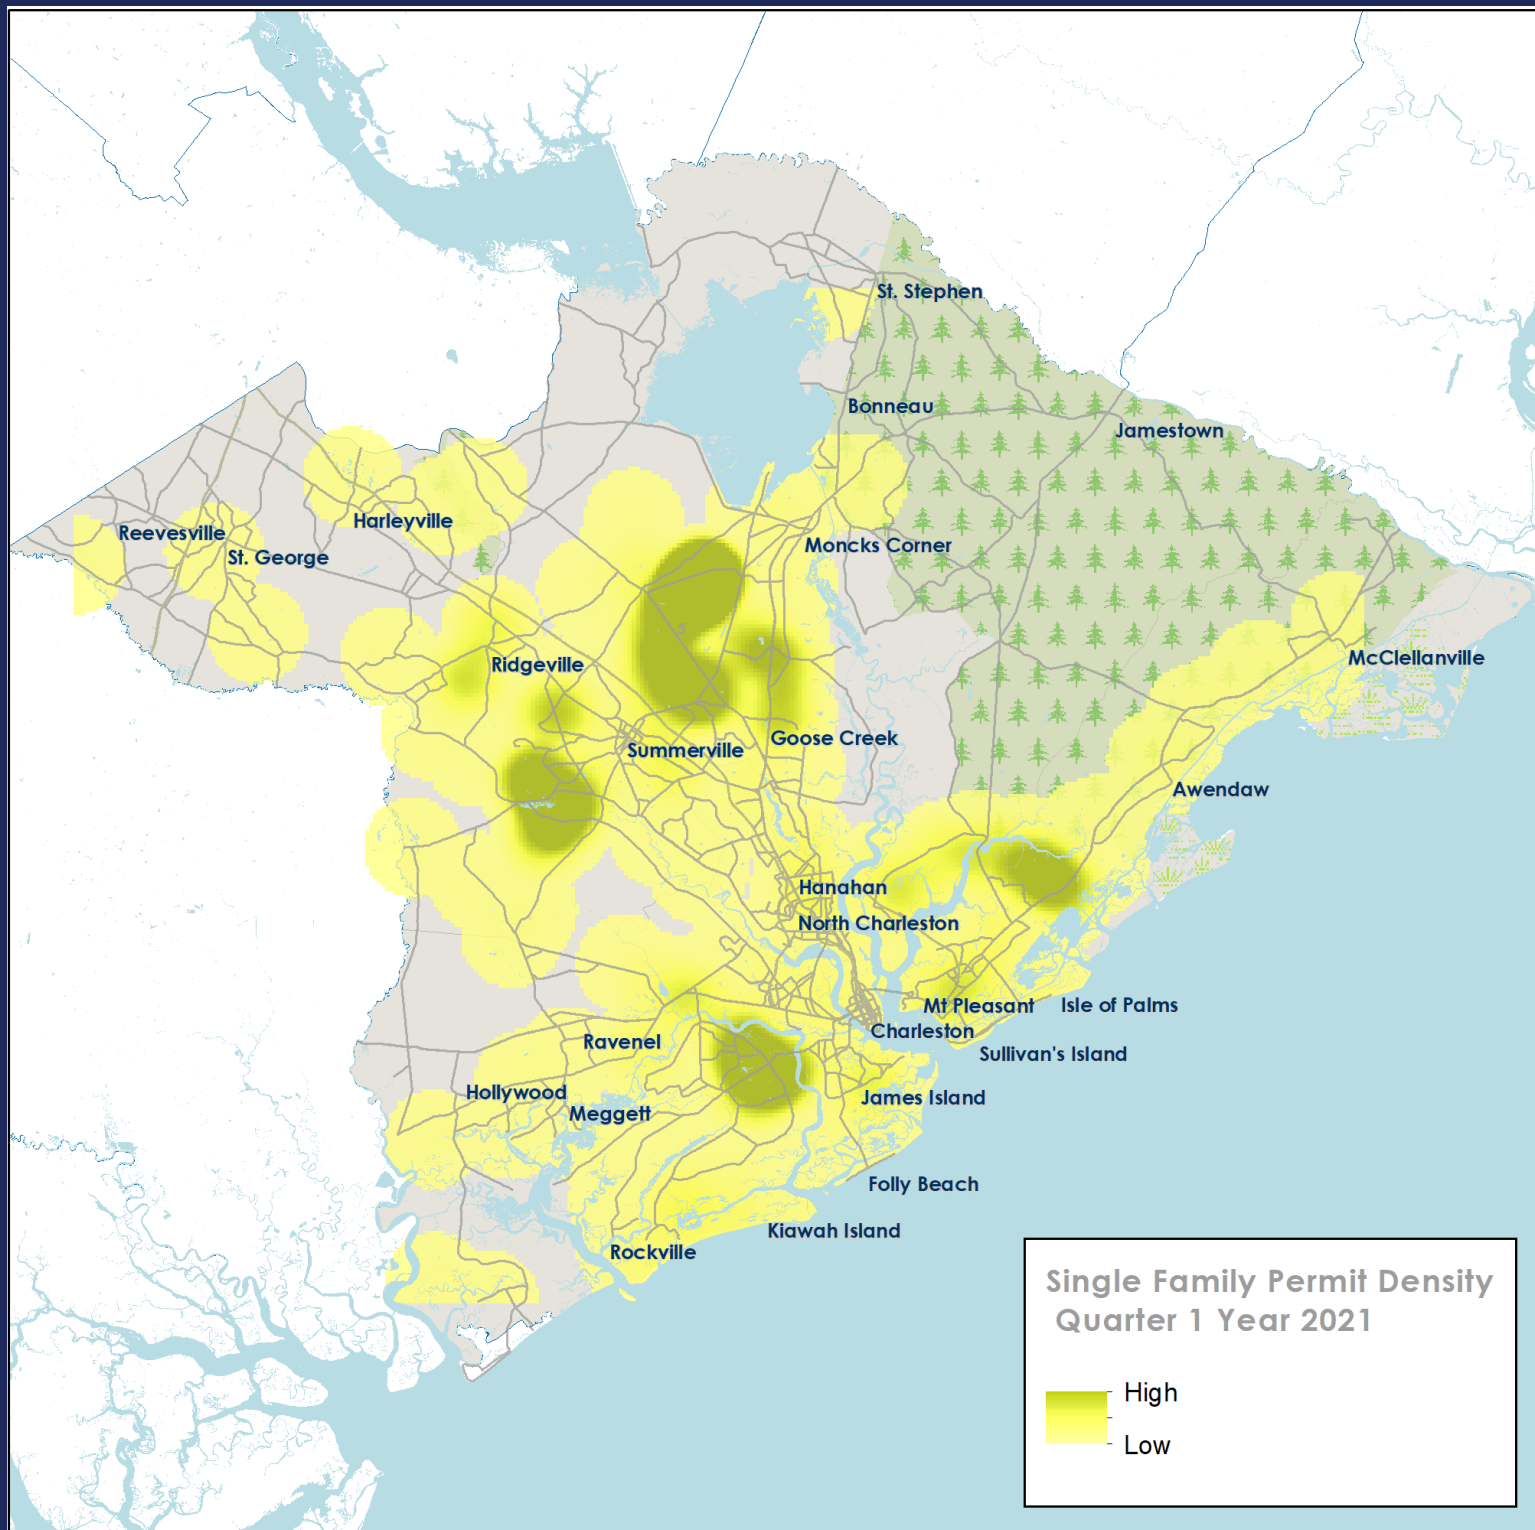 St. Stephen
Bonneau
Jamestown
Harleyville
Reevesville
St. George
Moncks Corner
McClellanville
Ridgeville
Goose Creek
Summerville
Awendaw
Hanahan
North Charleston
Mt Pleasant
Isle of Palms
Charleston
Ravenel
Sullivan's Island
Hollywood
James Island
Meggett
Folly Beach
Kiawah Island
Rockville
Single Family Permit Density
Quarter 1 Year 2021
High
Low